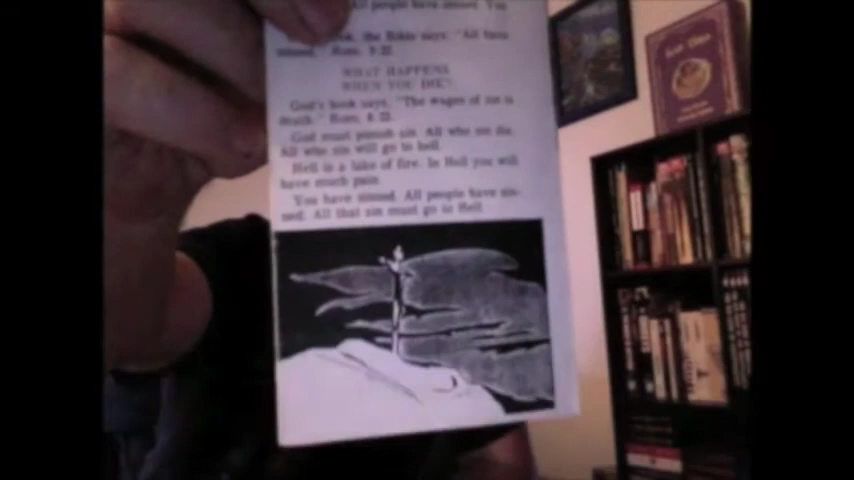 All people have sinned. You
the Bible says: "All have
sinned." Rom. 3:23.
WHAT HAPPENS
WHEN YOU DIE?
God's book says, "The wages of sin is
death." Rom. 6:23.
God must punish sin. All who sin die.
All who sin will go to hell.
Hell is a lake of fire. In Hell you will
have much pain.
You have sinned. All people have sin-
ned. All that sin must go to Hell.